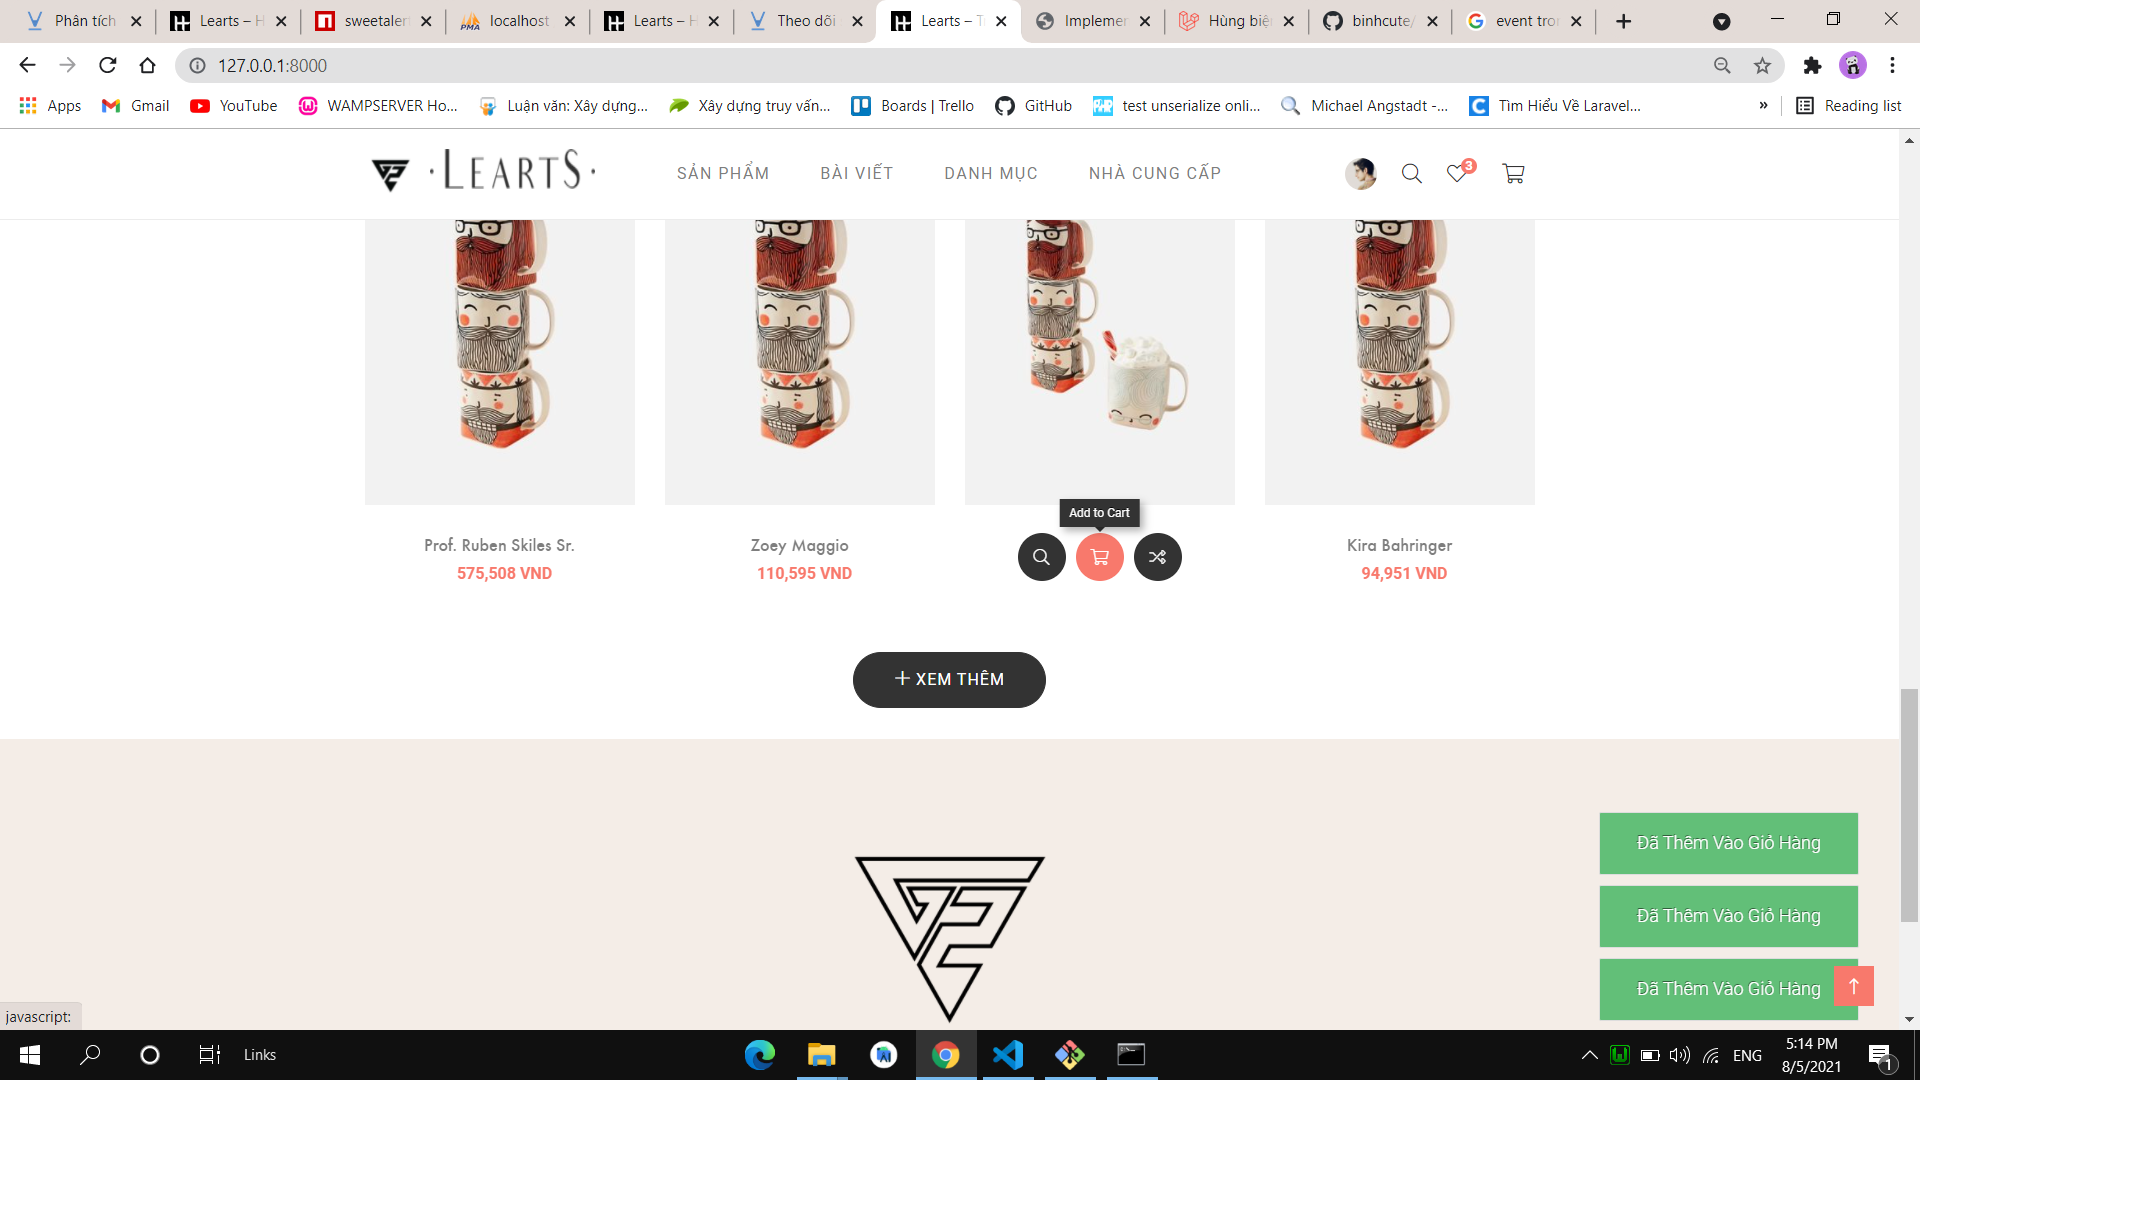 Phân tích
Learts – H
sweetaler
PMA
localhost
Learts – H
Theo dõi
Learts – T
Implemen
Hùng biệ
binhcute/
event tro
127.0.0.1:8000
Apps
Gmail
YouTube
WAMPSERVER Ho...
Luận văn: Xây dựng...
Xây dựng truy vấn...
Boards | Trello
GitHub
PHP
test unserialize onli...
Michael Angstadt -...
C
Tìm Hiểu Về Laravel...
»
Reading list
·LEARTS·
SẢN PHẨM
BÀI VIẾT
DANH MỤC
NHÀ CUNG CẤP
3
Add to Cart
Prof. Ruben Skiles Sr.
575,508 VND
Zoey Maggio
110,595 VND
Kira Bahringer
94,951 VND
+ XEM THÊM
Đã Thêm Vào Giỏ Hàng
Đã Thêm Vào Giỏ Hàng
Đã Thêm Vào Giỏ Hàng
javascript:
Links
ENG
5:14 PM
8/5/2021
1